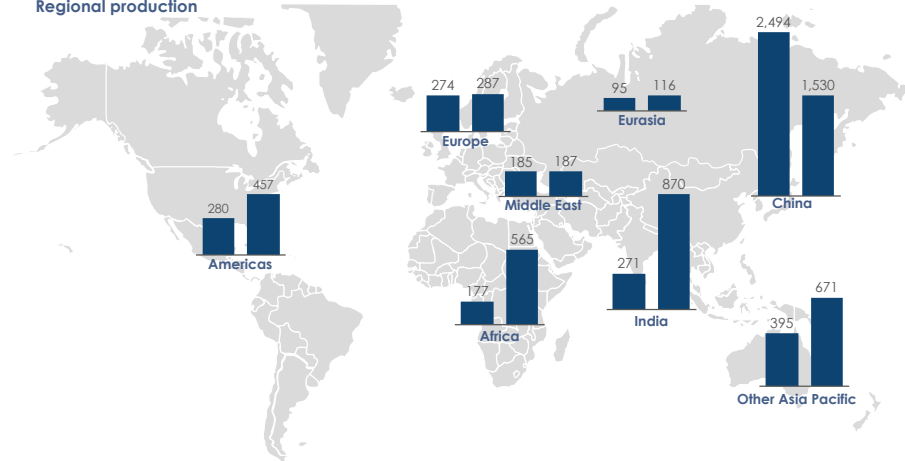 Regional production
2,494
1,530
China
274
287
Europe
95
116
Eurasia
185
187
Middle East
280
457
Americas
177
565
Africa
271
870
India
395
671
Other Asia Pacific